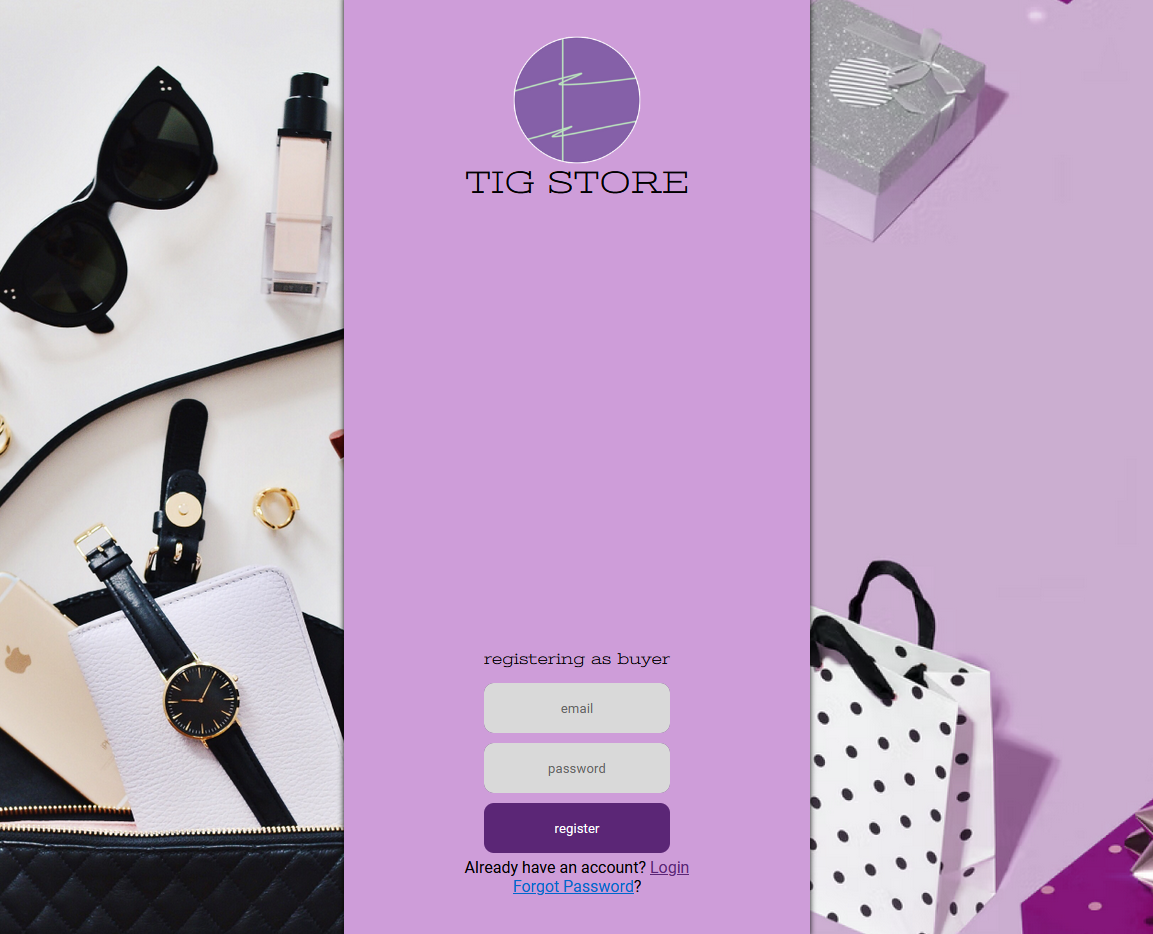 TIG STORE
registering as buyer
email
password
register
Already have an account? Login
Forgot Password?